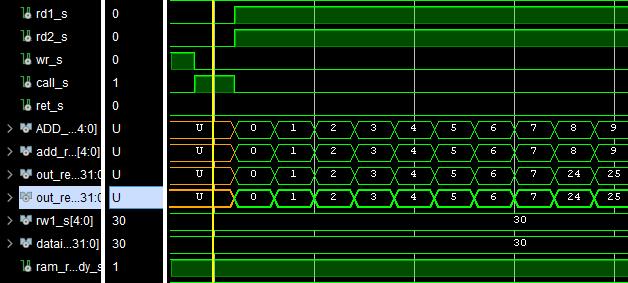 rd1_s 0
rd2_s 0
wr_s 0
call_s 1
ret_s 0
ADD_...4:0] U U 0 1 2 3 4 5 6 7 8 9
add_r...[4:0] U U 0 1 2 3 4 5 6 7 8 9
out_re...31:0] U U 0 1 2 3 4 5 6 7 24 25
out_re...31:0 U U 0 1 2 3 4 5 6 7 24 25
rw1_s[4:0] 30 30
datai...31:0] 30 30
ram_r...dy_s 1